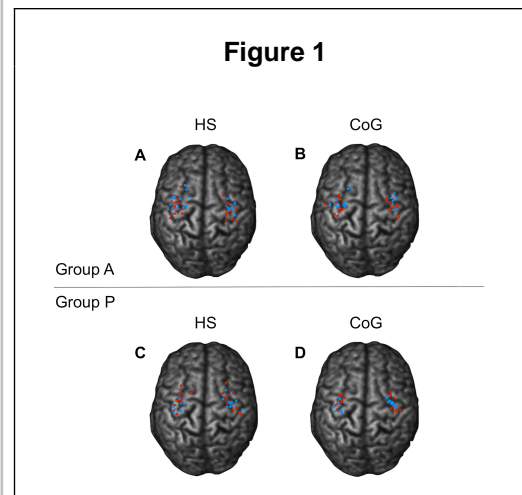 Figure 1
HS CoG
A B
Group A
Group P
HS CoG
C D